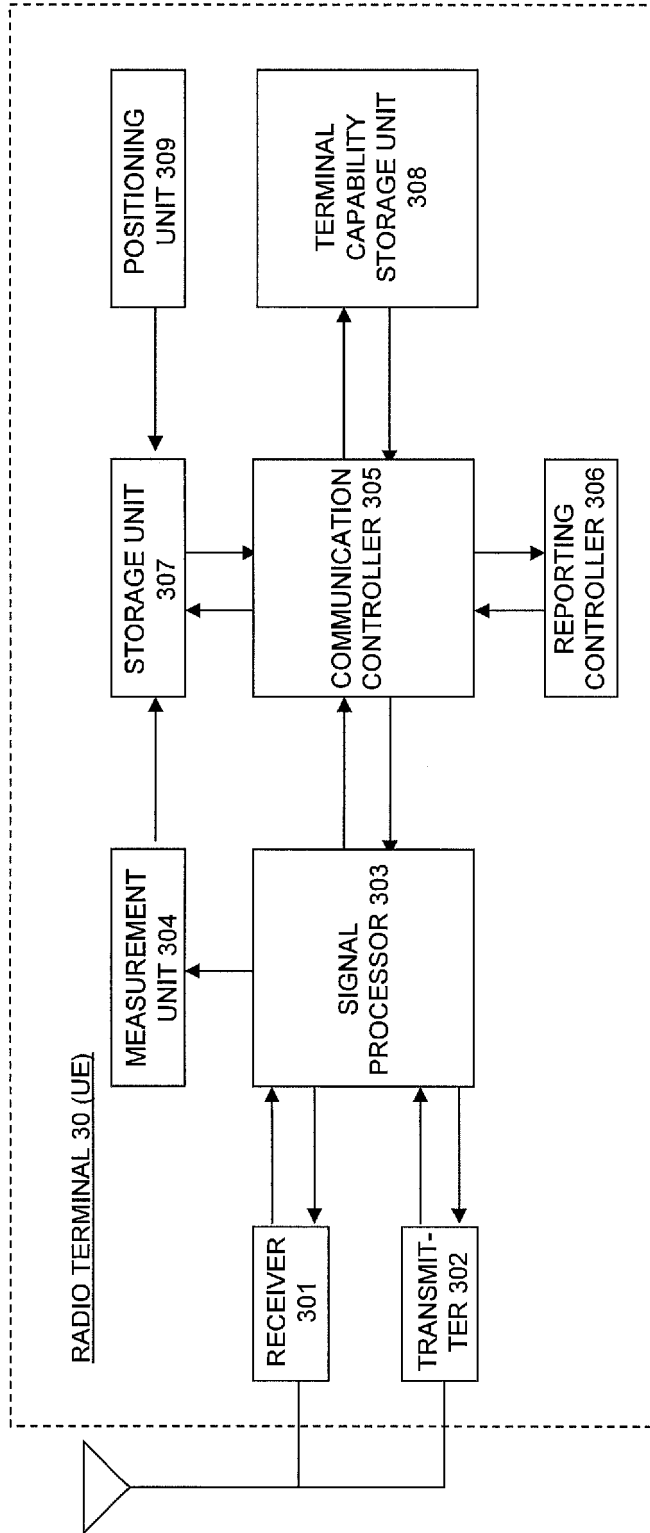 RADIO TERMINAL 30 (UE)
RECEIVER
301
TRANSMIT-
TER 302
MEASUREMENT
UNIT 304
SIGNAL
PROCESSOR 303
STORAGE UNIT
307
COMMUNICATION
CONTROLLER 305
REPORTING
CONTROLLER 306
POSITIONING
UNIT 309
TERMINAL
CAPABILITY
STORAGE UNIT
308